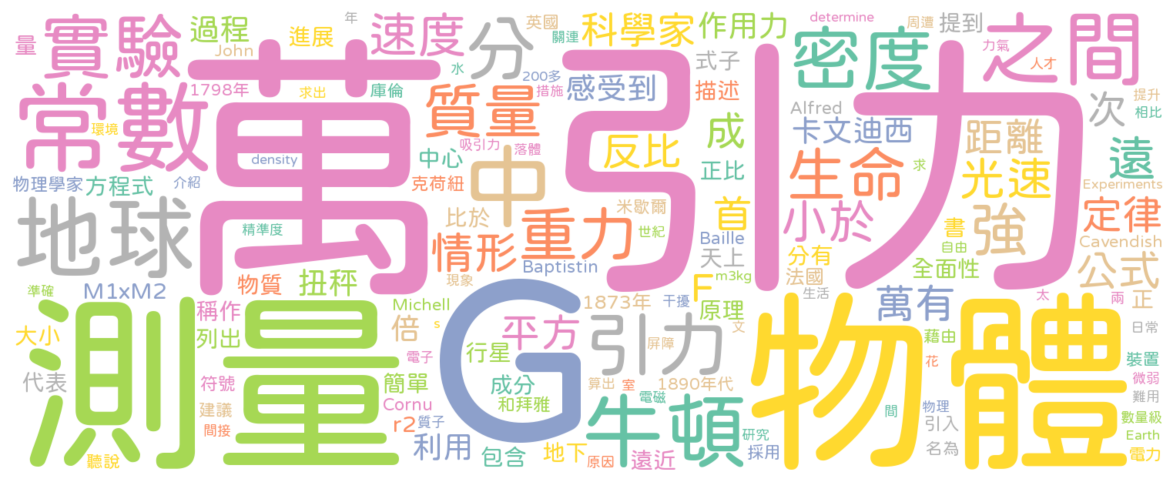 量
實驗
過程
John
進展
年
速度
分
英國
關連
科學家
作用力
determine
周遭
提到
密度
力氣
人才
之間
常數
1798年
求出
環境
萬引力
水
庫倫
200多
措施
質量
吸引力
落體
感受到
式子
描述
反比
成
正比
Alfred
卡文迪西
距離
次
提升
相比
遠
物理學家
方程式
介紹
density
中心
克荷紐
中
米歇爾
世紀
首
生命
求
光速
Experiments
定律
Cavendish
地球
精準度
比於
重力
情形
Baptistin
現象
Baille
天上
m3kg
小於
分有
法國
生活
書
自由
強
全面性
公式
物質
扭秤
準確
M1xM2
大小
代表
稱作
列出
Michell
s
倍
平方
1873年
干擾
文
F
原理
萬有
藉由
太
兩
正
日常
測量
符號
建議
間接
聽說
電子
簡單
Cornu
r2
質子
利用
G
行星
成分
和拜雅
包含
引力
屏障
算出
室
1890年代
電磁
地下
原因
遠近
牛頓
研究
採用
物體
花
間
物理
引入
名為
裝置
微弱
難用
數量級
Earth
電力